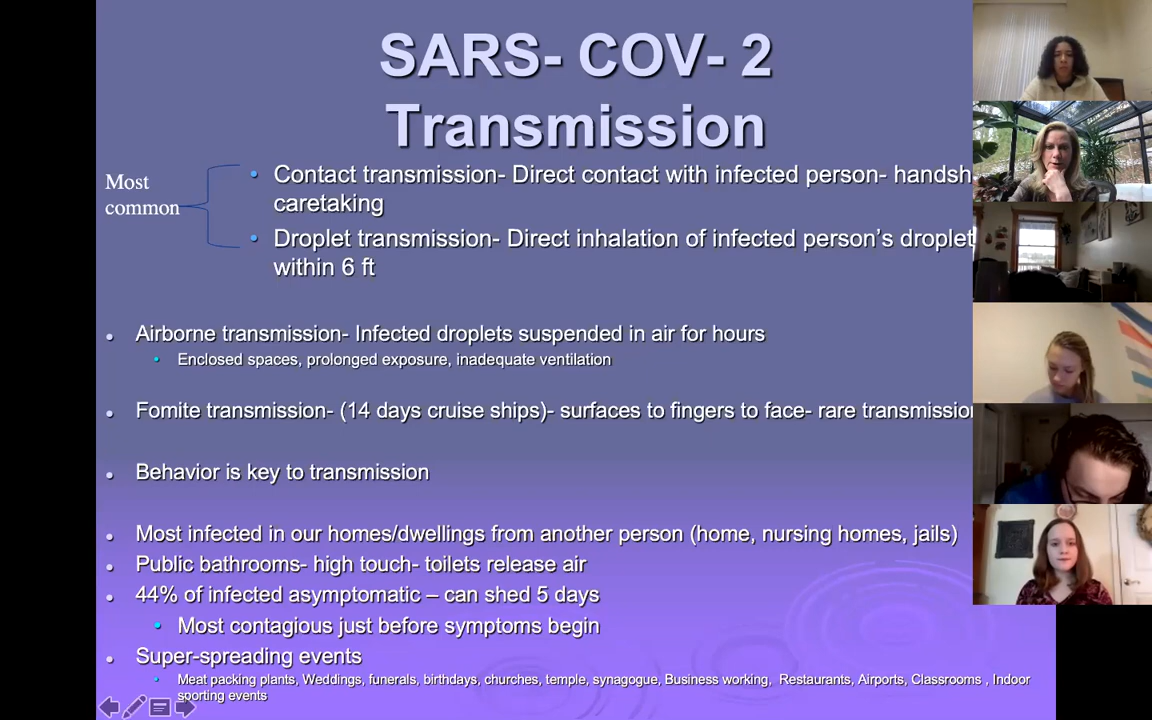 SARS- COV- 2
Transmission
Most
common
Contact transmission- Direct contact with infected person-
caretaking
Droplet transmission- Direct inhalation of infected person’s
within 6 ft
Airborne transmission- Infected droplets suspended in air for hours
Enclosed spaces, prolonged exposure, inadequate ventilation
Fomite transmission- (14 days cruise ships)- surfaces to fingers to face- rare
Behavior is key to transmission
Most infected in our homes/dwellings from another person (home, nursing homes, jails)
Public bathrooms- high touch- toilets release air
44% of infected asymptomatic – can shed 5 days
Most contagious just before symptoms begin
Super-spreading events
Meat packing plants, Weddings, funerals, birthdays, churches, temple, synagogue, Business working, Restaurants, Airports, Classrooms , Indoor
sporting events